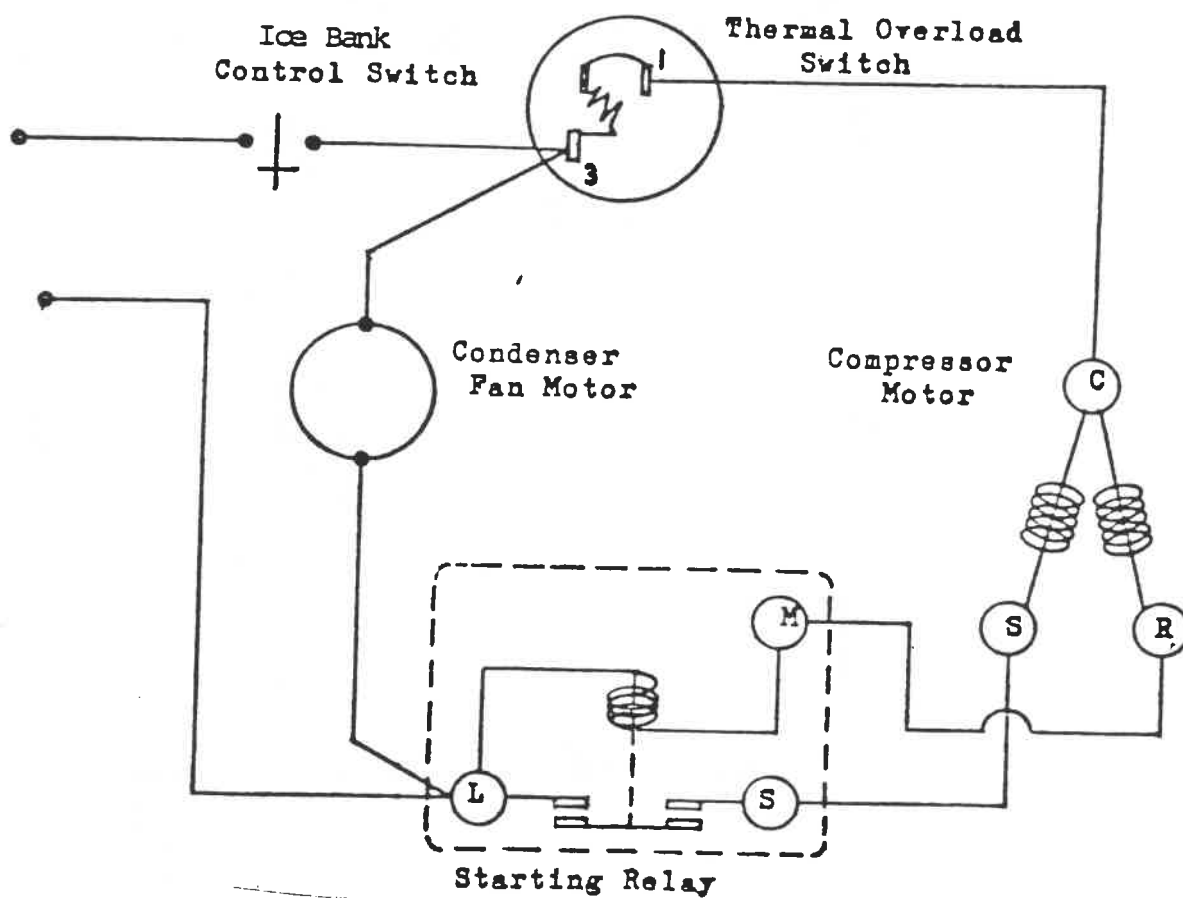 Ice Bank
Control Switch
Thermal Overload
Switch
1
3
Condenser
Fan Motor
Compressor
Motor
C
S
R
M
L
S
Starting Relay